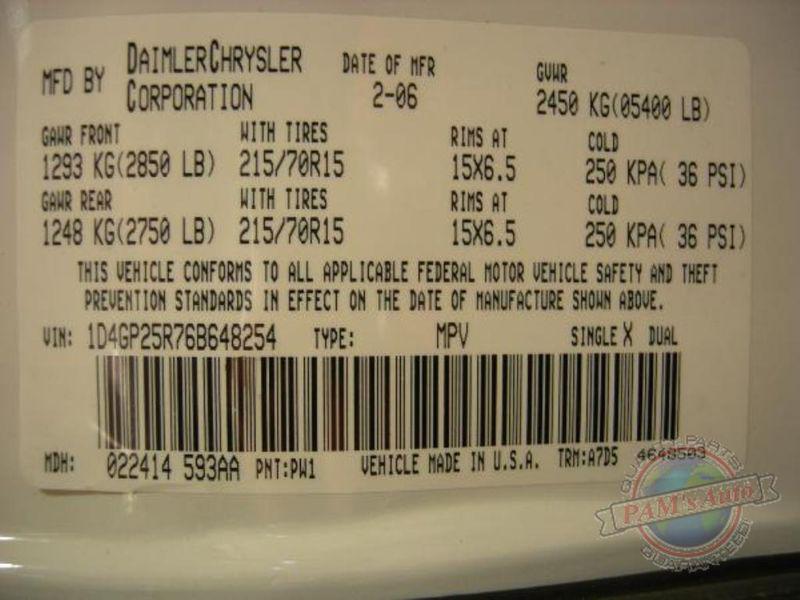 MFD BY DAIMLERCHRYSLER CORPORATION DATE OF MFR 2-06 GVWR 2450 KG(05400 LB)
GAWR FRONT WITH TIRES RIMS AT COLD
1293 KG(2850 LB) 215/70R15 15X6.5 250 KPA( 36 PSI)
GAWR REAR WITH TIRES RIMS AT COLD
1248 KG(2750 LB) 215/70R15 15X6.5 250 KPA( 36 PSI)
THIS VEHICLE CONFORMS TO ALL APPLICABLE FEDERAL MOTOR VEHICLE SAFETY AND THEFT
PREVENTION STANDARDS IN EFFECT ON THE DATE OF MANUFACTURE SHOWN ABOVE.
VIN: 1D4GP25R76B648254 TYPE: MPV SINGLE X DUAL
MDH: 022414 593AA PNT:PW1 VEHICLE MADE IN U.S.A. TRM:A7D5 4648503
QUALITY PARTS
PAM's Auto
GUARANTEED!